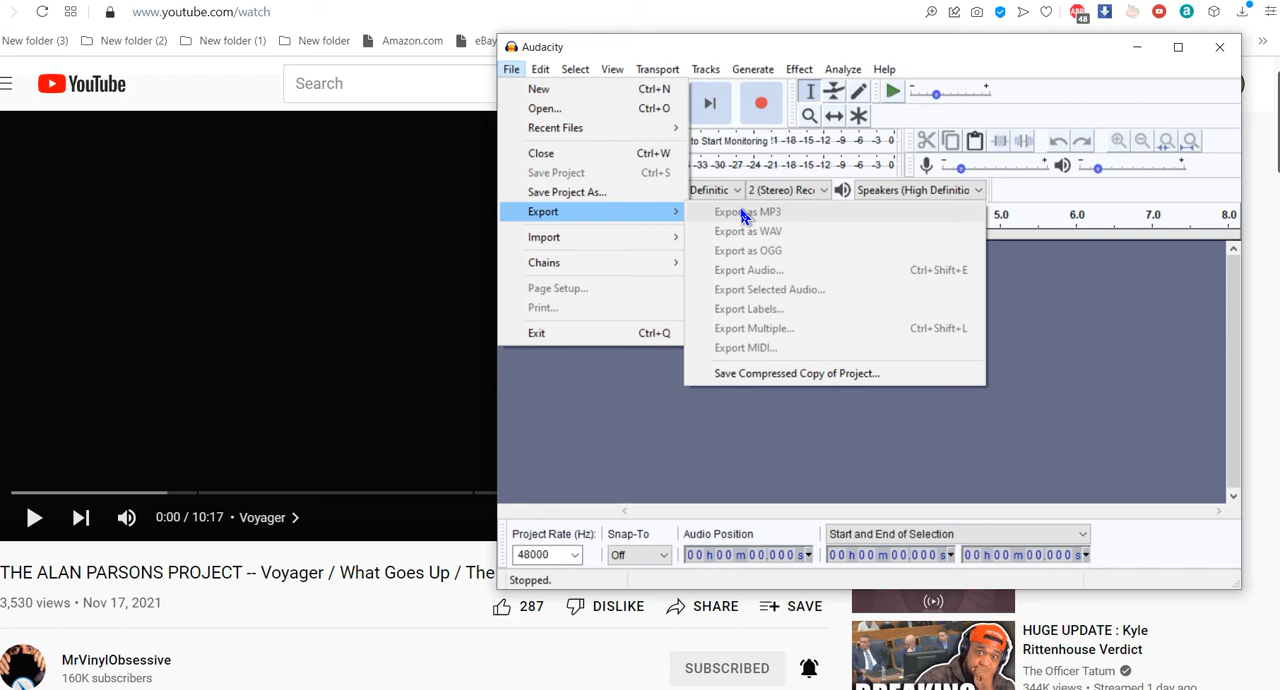 www.youtube.com/watch
48
New folder (3) New folder (2) New folder (1) New folder Amazon.com eBay
YouTube
Search
Audacity
File Edit Select View Transport Tracks Generate Effect Analyze Help
New Ctrl+N
Open... Ctrl+O
Recent Files
Close Ctrl+W
Save Project Ctrl+S
Save Project As...
Export
Import
Chains
Page Setup...
Print...
Exit Ctrl+Q
to Start Monitoring !1 -18 -15 -12 -9 -6 -3 0
-33 -30 -27 -24 -21 -18 -15 -12 -9 -6 -3 0
Definitic 2 (Stereo) Rec Speakers (High Definitio
5.0 6.0 7.0 8.0
Export as MP3
Export as WAV
Export as OGG
Export Audio... Ctrl+Shift+E
Export Selected Audio...
Export Labels...
Export Multiple... Ctrl+Shift+L
Export MIDI...
Save Compressed Copy of Project...
0:00 / 10:17 • Voyager
Project Rate (Hz): Snap-To Audio Position Start and End of Selection
48000 Off 00 h 00 m 00.000 s 00 h 00 m 00.000 s 00 h 00 m 00.000 s
Stopped.
THE ALAN PARSONS PROJECT -- Voyager / What Goes Up / The
3,530 views • Nov 17, 2021
287 DISLIKE SHARE SAVE
MrVinylObsessive
160K subscribers
SUBSCRIBED
HUGE UPDATE : Kyle
Rittenhouse Verdict
The Officer Tatum
344K views • Streamed 1 day ago
BREAKING